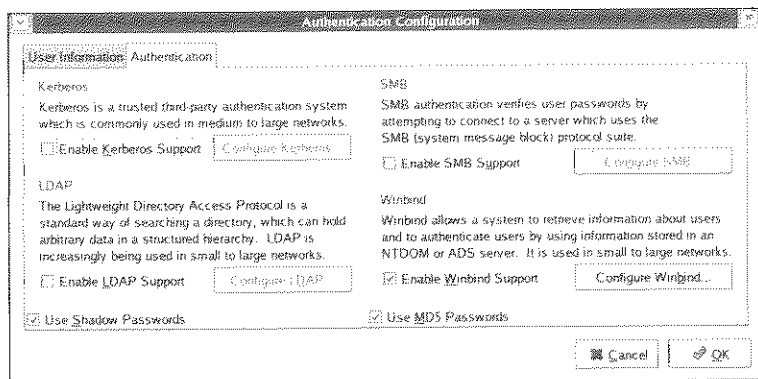 Authentication Configuration
User Information
Authentication
Kerberos
Kerberos is a trusted third-party authentication system
which is commonly used in medium to large networks.
Enable Kerberos Support
Configure Kerberos
LDAP
The Lightweight Directory Access Protocol is a
standard way of searching a directory, which can hold
arbitrary data in a structured hierarchy. LDAP is
increasingly being used in small to large networks.
Enable LDAP Support
Configure LDAP
SMB
SMB authentication verifies user passwords by
attempting to connect to a server which uses the
SMB (system message block) protocol suite.
Enable SMB Support
Configure SMB
Winbind
Winbind allows a system to retrieve information about users
and to authenticate users by using information stored in an
NTDOM or ADS server. It is used in small to large networks.
Enable Winbind Support
Configure Winbind...
Use Shadow Passwords
Use MD5 Passwords
Cancel
OK